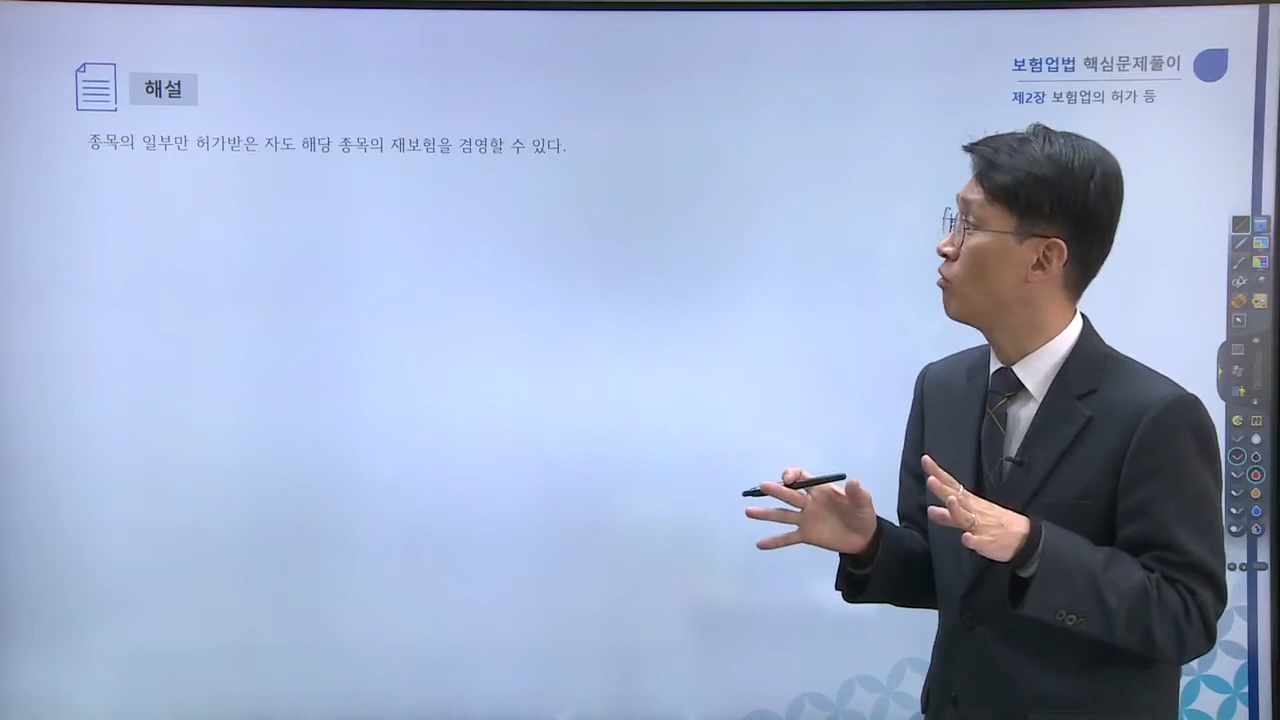 해설
보험업법 핵심문제풀이
제2장 보험업의 허가 등
종목의 일부만 허가받은 자도 해당 종목의 재보험을 겸영할 수 있다.